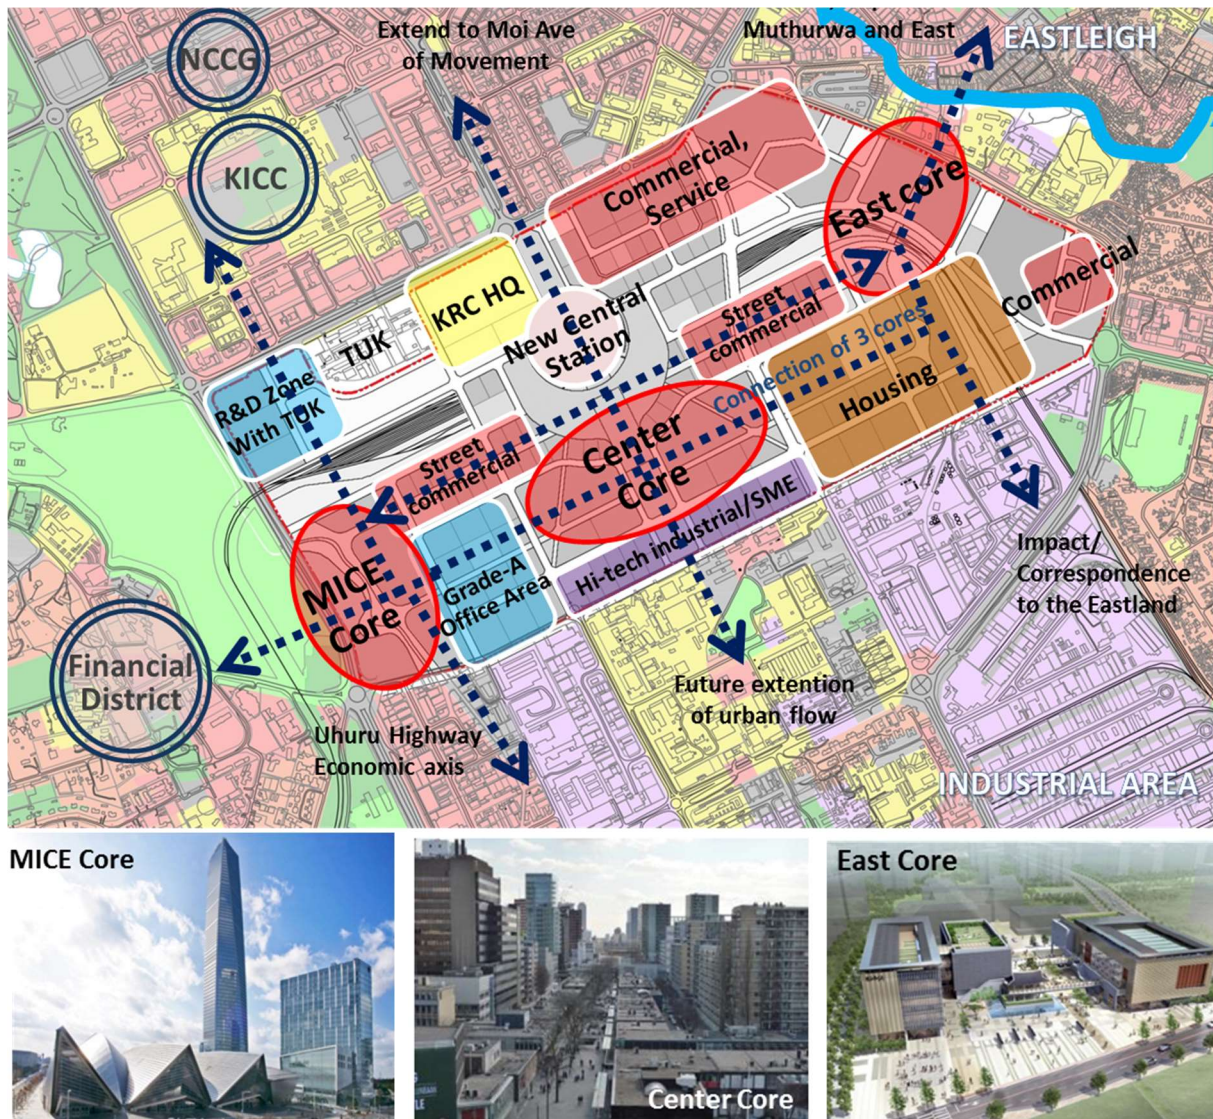 NCCG
Extend to Moi Ave
of Movement
Muthurwa and East
EASTLEIGH
KICC
Commercial,
Service
East core
KRC HQ
TUK
New Central
Station
Street
commercial
Commercial
R&D Zone
With TUK
Connection of 3 cores
Housing
Street
commercial
Center
Core
MICE
Core
Grade-A
Office Area
Hi-tech industrial/SME
Impact/
Correspondence
to the Eastland
Financial
District
Future extention
of urban flow
Uhuru Highway
Economic axis
INDUSTRIAL AREA
MICE Core
Center Core
East Core